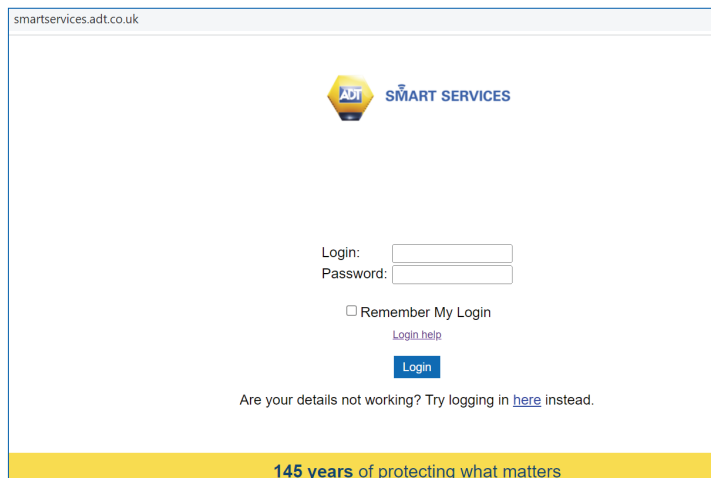 smartservices.adt.co.uk
ADT
SMART SERVICES
Login:
Password:
Remember My Login
Login help
Login
Are your details not working? Try logging in here instead.
145 years of protecting what matters